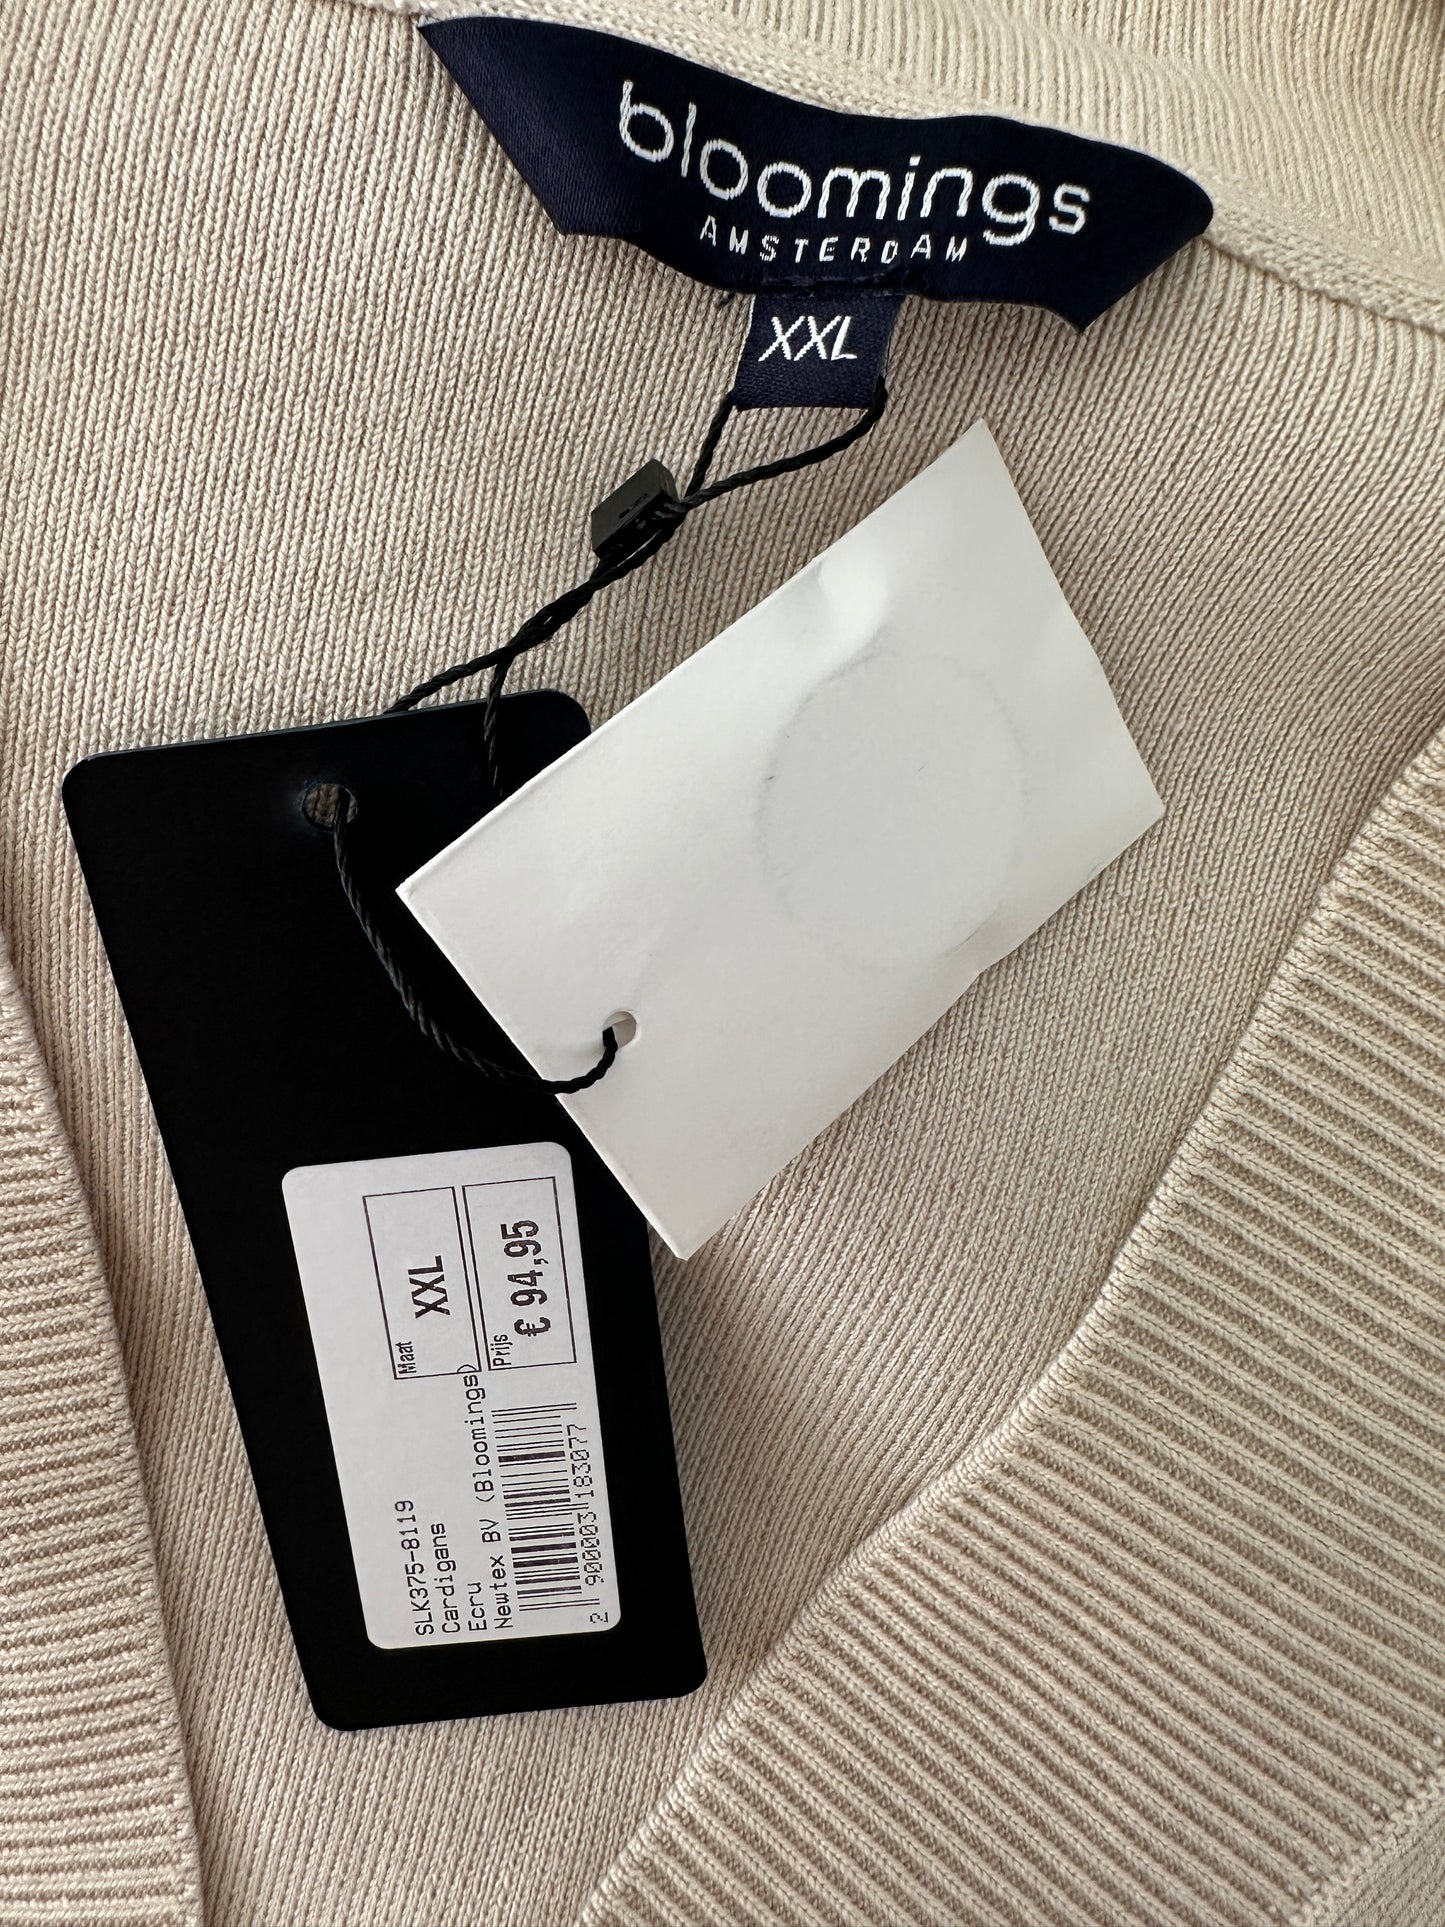 bloomings
AMSTERDAM
XXL
Maat
XXL
Prijs
€ 94,95
SLK375-8119
Cardigans
Ecru
Newtex BV (Bloomings)
2 900003 183077